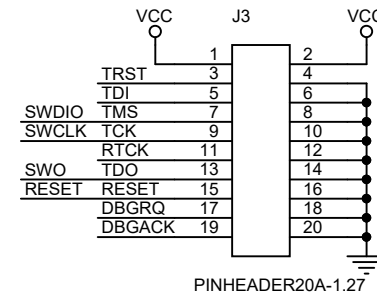 VCC J3 VCC
1 2
TRST 3 4
TDI 5 6
SWDIO TMS 7 8
SWCLK TCK 9 10
RTCK 11 12
SWO TDO 13 14
RESET RESET 15 16
DBGRQ 17 18
DBGACK 19 20
PINHEADER20A-1.27